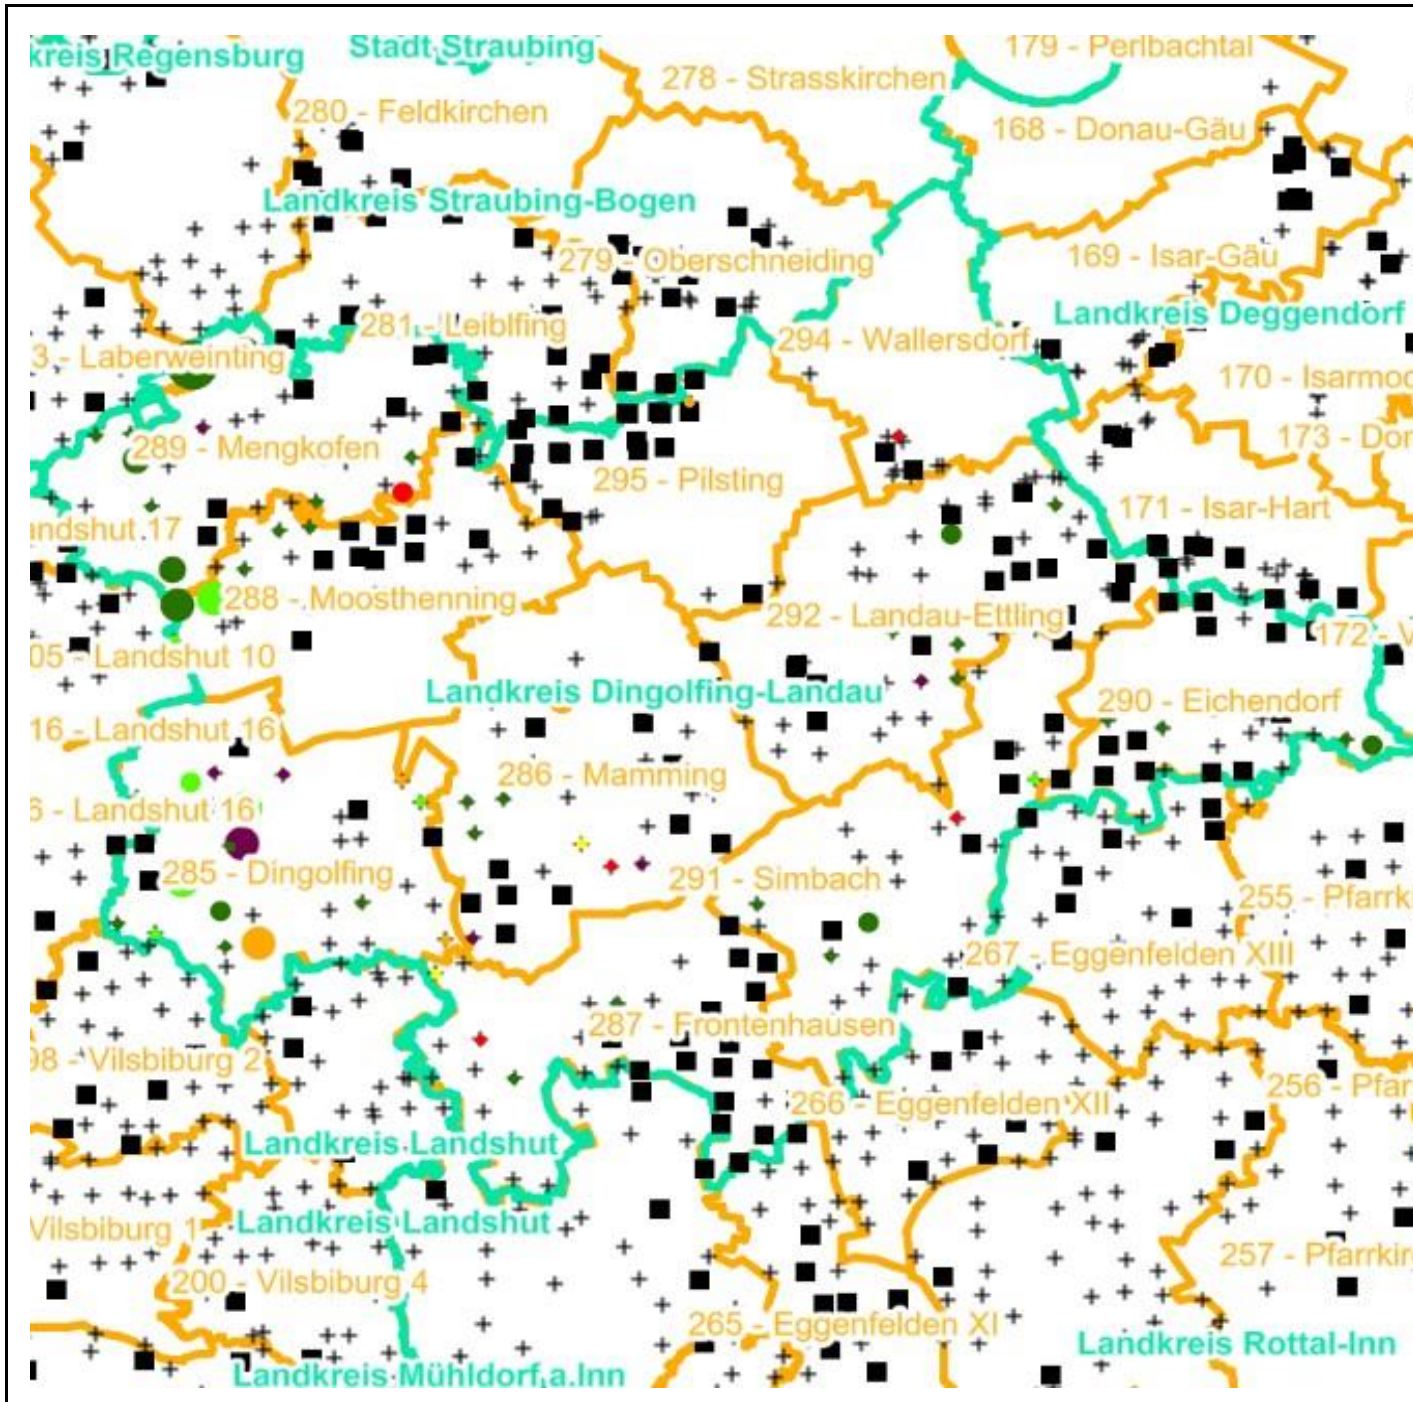 179 - Perlbachtal
kreis Regensburg
Stadt Straubing
278 - Strasskirchen
280 - Feldkirchen
168 - Donau-Gäu
Landkreis Straubing-Bogen
279 - Oberschneiding
169 - Isar-Gäu
Landkreis Deggendorf
281 - Leiblfing
294 - Wallersdorf
3 - Laberweinting
170 - Isarmoo
289 - Mengkofen
173 - Dor
295 - Pilsting
171 - Isar-Hart
andshut 17
288 - Moosthenning
292 - Landau-Ettling
172 - V
05 - Landshut 10
Landkreis Dingolfing-Landau
290 - Eichendorf
16 - Landshut 16
286 - Mamming
6 - Landshut 16
285 - Dingolfing
291 - Simbach
255 - Pfarrk
267 - Eggenfelden XIII
287 - Frontenhausen
98 - Vilsbiburg 2
256 - Pfar
266 - Eggenfelden XII
Landkreis Landshut
Landkreis Landshut
Vilsbiburg 1
257 - Pfarrkir
200 - Vilsbiburg 4
265 - Eggenfelden XI
Landkreis Rottal-Inn
Landkreis Mühldorf a.Inn